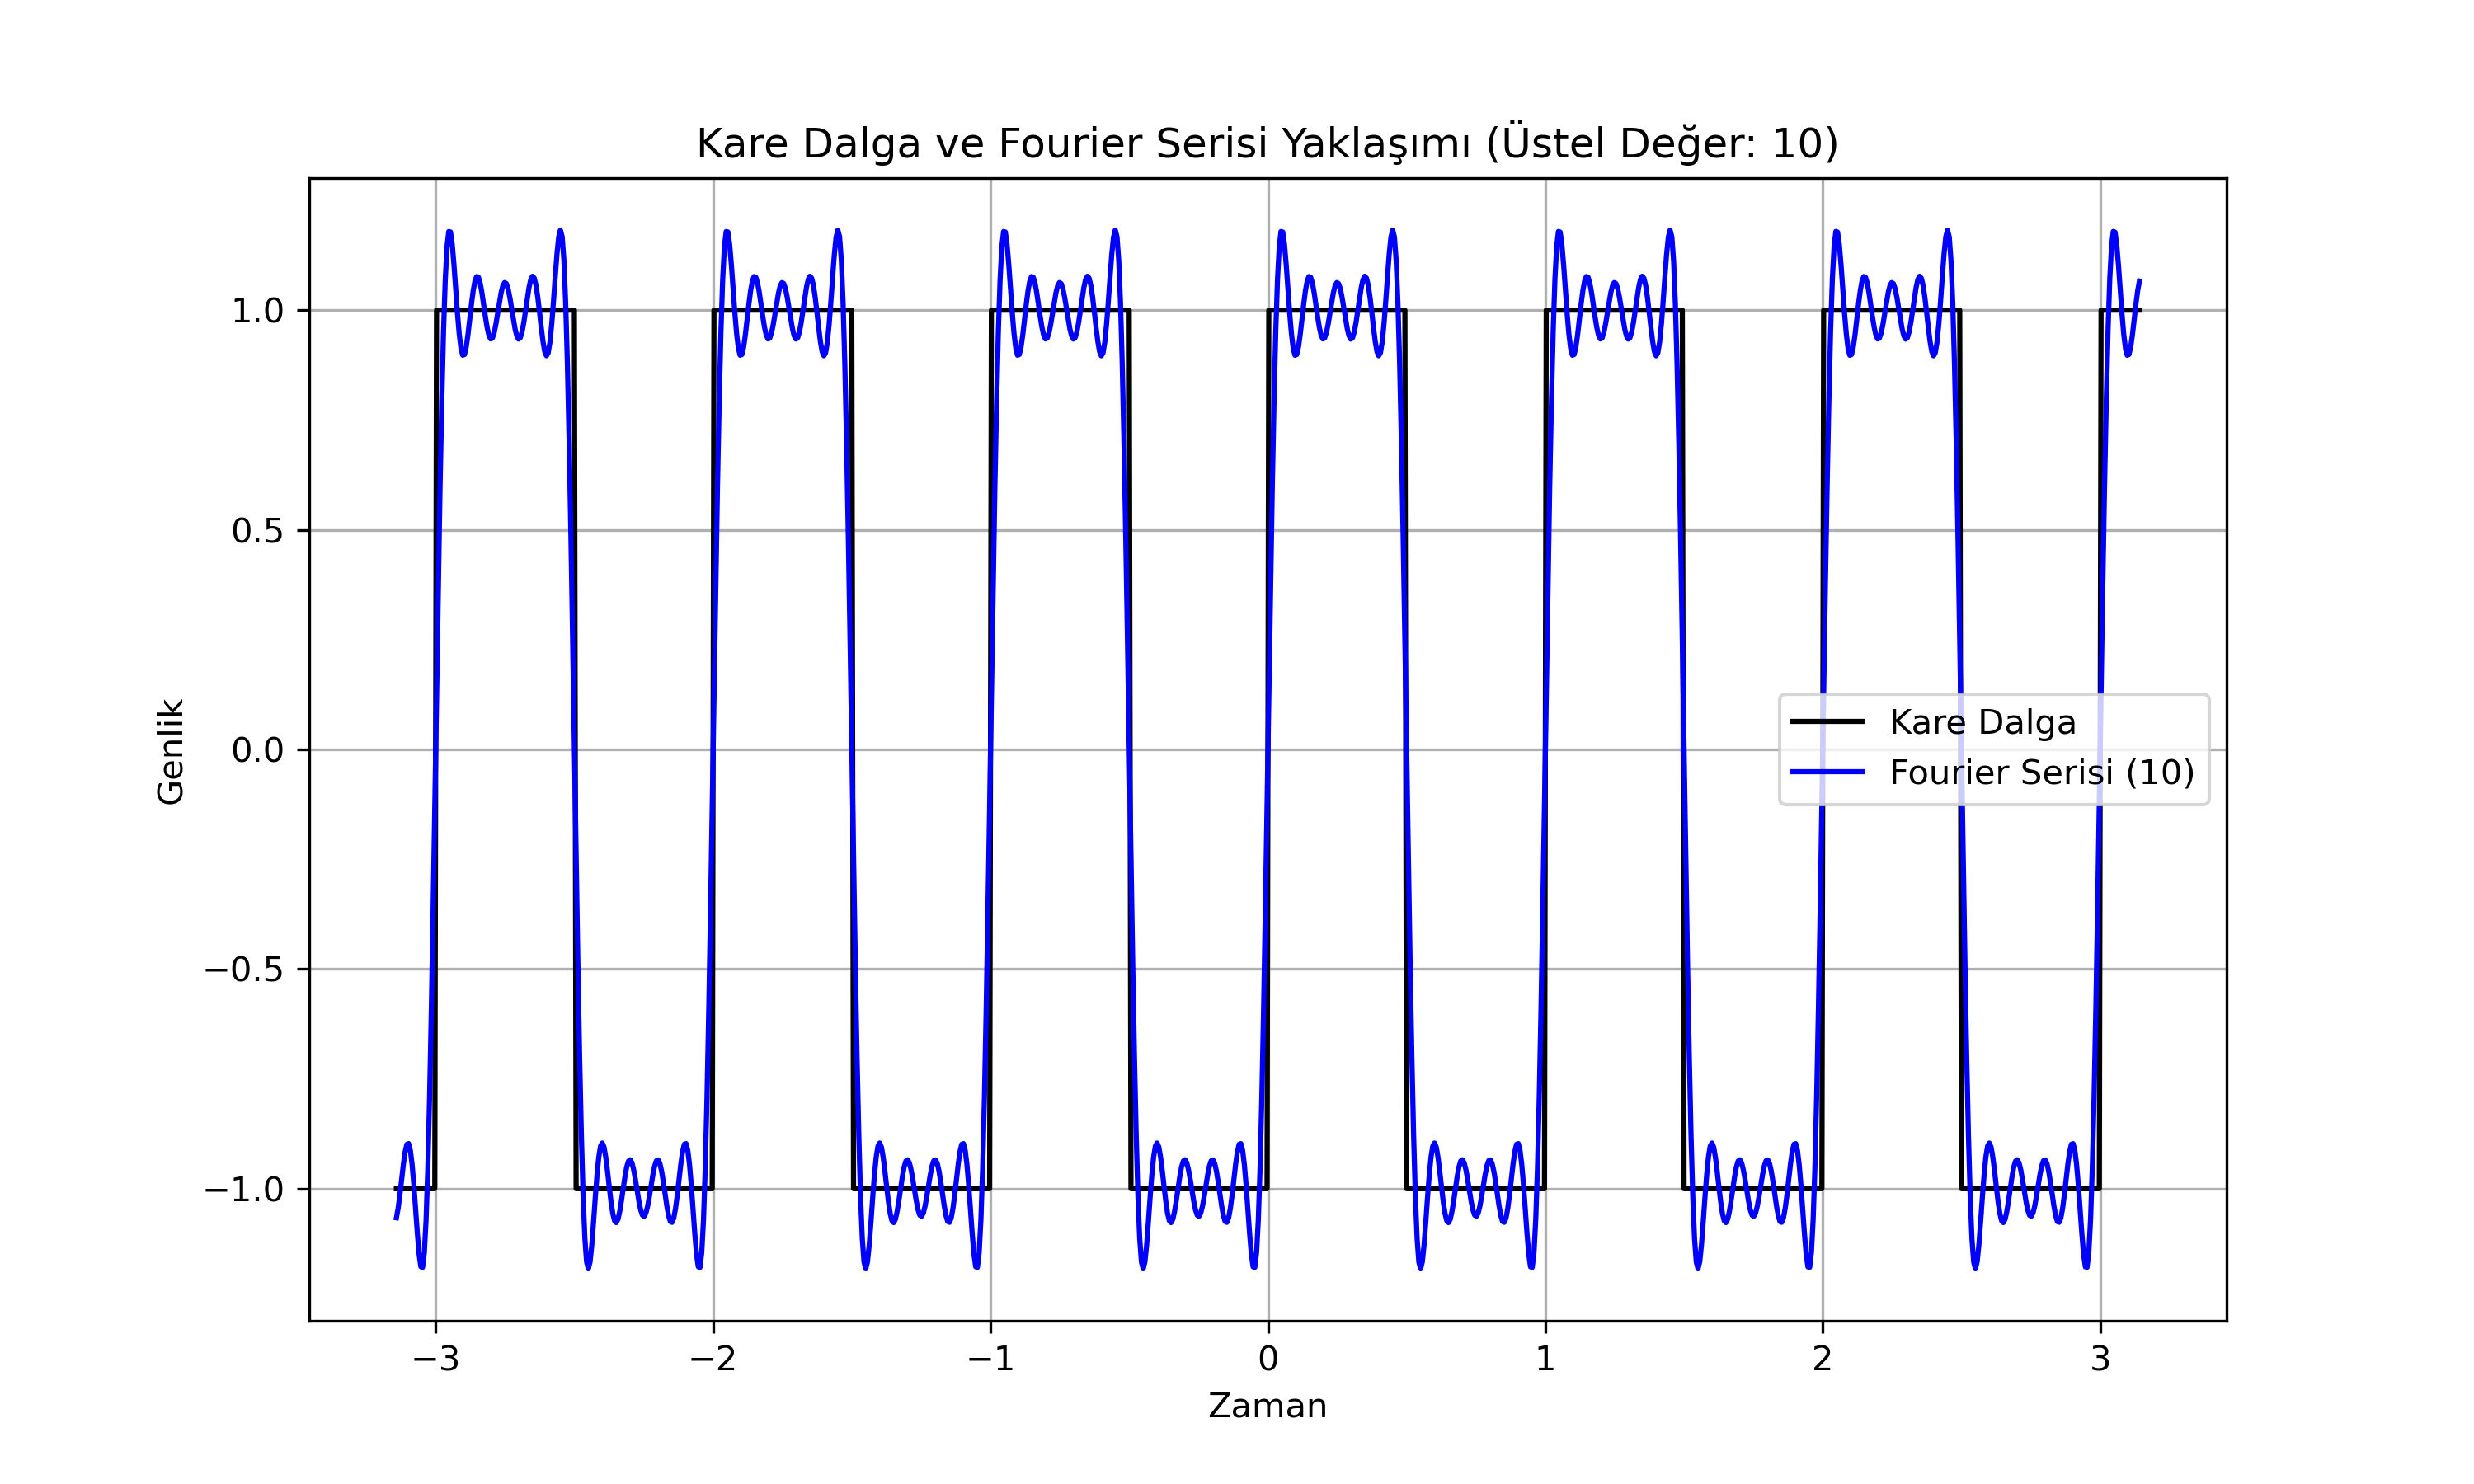 Kare Dalga ve Fourier Serisi Yaklaşımı (Üstel Değer: 10)
Genlik
1.0
0.5
0.0
−0.5
−1.0
Kare Dalga
Fourier Serisi (10)
−3
−2
−1
0
1
2
3
Zaman